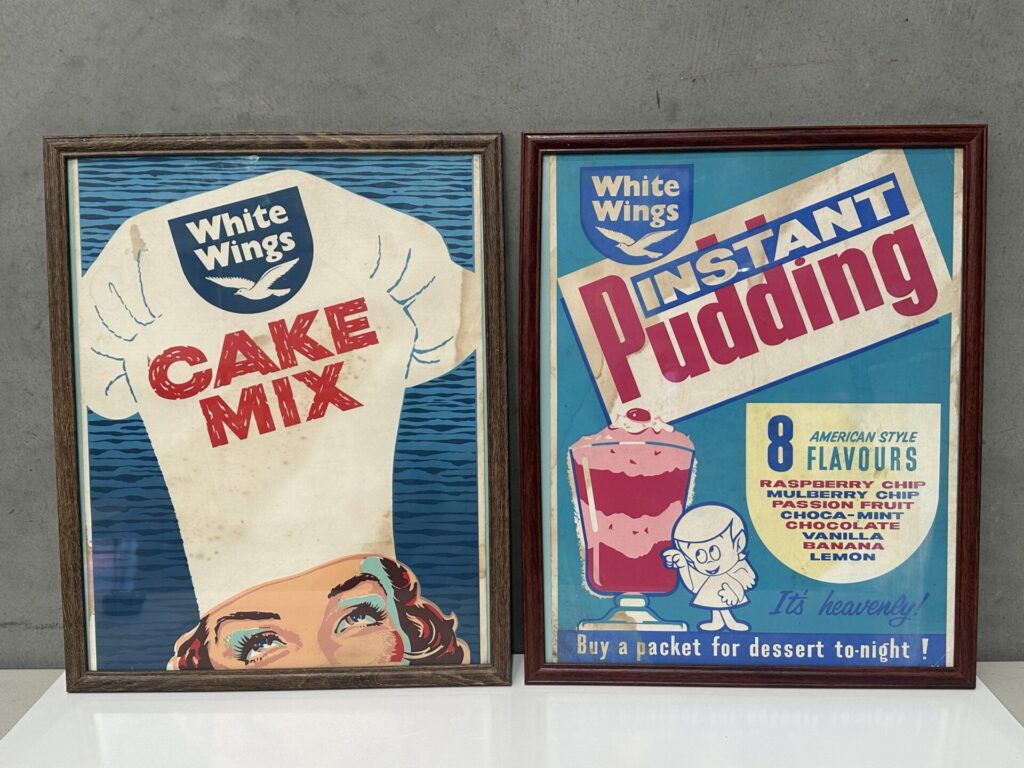 White
Wings
CAKE
MIX
White
Wings
INSTANT
Pudding
8
AMERICAN STYLE
FLAVOURS
RASPBERRY CHIP
MULBERRY CHIP
PASSION FRUIT
CHOCA-MINT
CHOCOLATE
VANILLA
BANANA
LEMON
It's heavenly!
Buy a packet for dessert to-night !